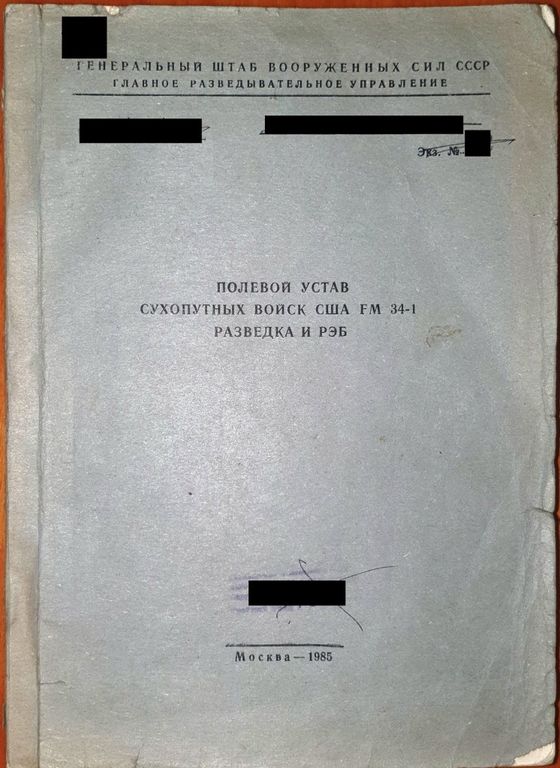 ГЕНЕРАЛЬНЫЙ ШТАБ ВООРУЖЕННЫХ СИЛ СССР
ГЛАВНОЕ РАЗВЕДЫВАТЕЛЬНОЕ УПРАВЛЕНИЕ
Экз. №
ПОЛЕВОЙ УСТАВ
СУХОПУТНЫХ ВОЙСК США FM 34-1
РАЗВЕДКА И РЭБ
Москва — 1985